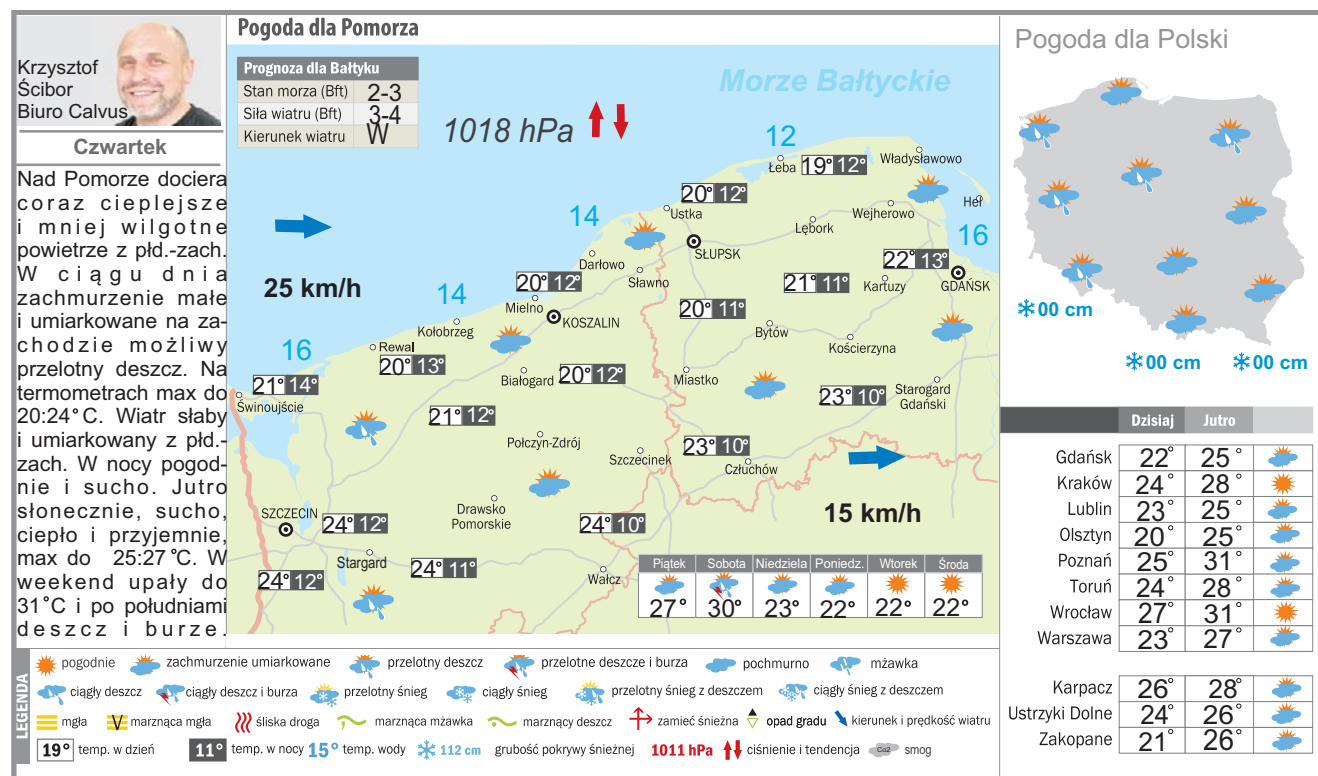 Krzysztof
Ścibor
Biuro Calvus
Czwartek
Nad Pomorze dociera
coraz cieplejsze
i mniej wilgotne
powietrze z płd.-zach.
W ciągu dnia
zachmurzenie małe
i umiarkowane na za-
chodzie możliwy
przelotny deszcz. Na
termometrach max do
20:24°C. Wiatr słaby
i umiarkowany z płd.-
zach. W nocy pogod-
nie i sucho. Jutro
słonecznie, sucho,
ciepło i przyjemnie,
max do 25:27°C. W
weekend upały do
31°C i po południami
deszcz i burze.
Pogoda dla Pomorza
Prognoza dla Bałtyku
Stan morza (Bft) 2-3
Siła wiatru (Bft) 3-4
Kierunek wiatru W
1018 hPa
Morze Bałtyckie
12
Łeba
19° 12°
Władysławowo
20° 12°
Ustka
Hel
Wejherowo
14
Lębork
16
SŁUPSK
Darłowo
22° 13°
GDAŃSK
25 km/h
20° 12°
Sławno
21° 11°
Kartuzy
14
Mielno
KOSZALIN
20° 11°
Bytów
Kołobrzeg
Kościerzyna
16
Rewal
20° 13°
Białogard
20° 12°
Miastko
21° 14°
Świnoujście
23° 10°
Starogard
Gdański
21° 12°
Połczyn-Zdrój
23° 10°
Szczecinek
Człuchów
15 km/h
Drawsko
Pomorskie
SZCZECIN
24° 12°
24° 10°
Stargard
24° 11°
24° 12°
Wałcz
Piątek Sobota Niedziela Poniedz. Wtorek Środa
27° 30° 23° 22° 22° 22°
Pogoda dla Polski
00 cm
00 cm 00 cm
Dzisiaj Jutro
Gdańsk 22° 25°
Kraków 24° 28°
Lublin 23° 25°
Olsztyn 20° 25°
Poznań 25° 31°
Toruń 24° 28°
Wrocław 27° 31°
Warszawa 23° 27°
Karpacz 26° 28°
Ustrzyki Dolne 24° 26°
Zakopane 21° 26°
LEGENDA
pogodnie zachmurzenie umiarkowane przelotny deszcz przelotne deszcze i burza pochmurno mżawka
ciągły deszcz ciągły deszcz i burza przelotny śnieg ciągły śnieg przelotny śnieg z deszczem ciągły śnieg z deszczem
mgła marznąca mgła śliska droga marznąca mżawka marznący deszcz zamieć śnieżna opad gradu kierunek i prędkość wiatru
19° temp. w dzień 11° temp. w nocy 15° temp. wody 112 cm grubość pokrywy śnieżnej 1011 hPa ciśnienie i tendencja Co2 smog